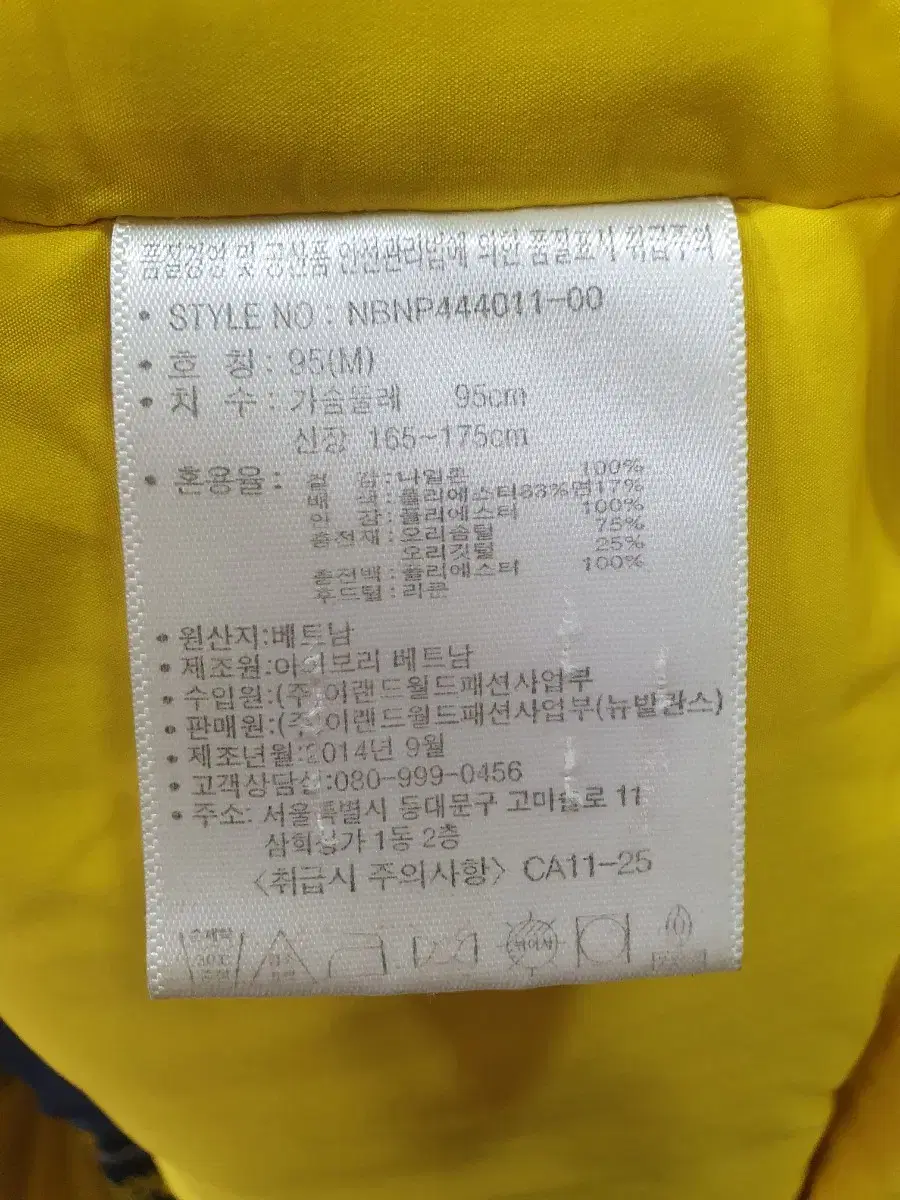 품질경영 및 공산품 안전관리법에 의한 품질표시 취급주의
• STYLE NO : NBNP444011-00
• 호 칭 : 95(M)
• 치 수 : 가슴둘레 95cm
신장 165~175cm
• 혼용율 : 겉 감 : 나일론 100%
배 색 : 폴리에스터83%면17%
안 감 : 폴리에스터 100%
충전재 : 오리솜털 75%
오리깃털 25%
충전백 : 폴리에스터 100%
후드털 : 라쿤
• 원산지:베트남
• 제조원:아이보리 베트남
• 수입원:(주)이랜드월드패션사업부
• 판매원:(주)이랜드월드패션사업부(뉴발란스)
• 제조년월:2014년 9월
• 고객상담실:080-999-0456
• 주소: 서울특별시 동대문구 고미술로 11
삼희상가 1동 2층
<취급시 주의사항> CA11-25
손세탁
30℃
중성
드라이